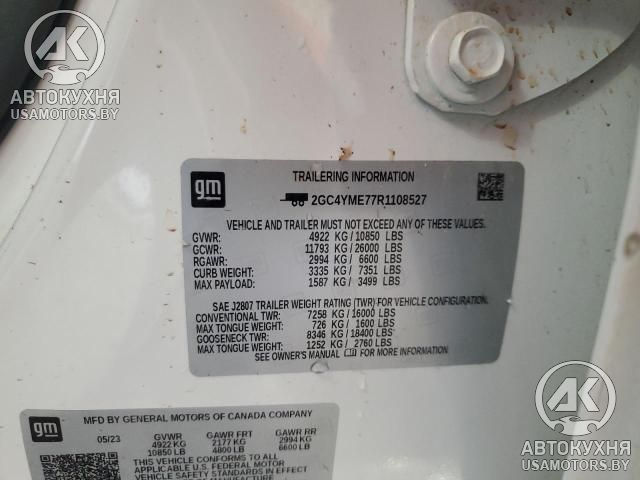 AK
АВТОКУХНЯ
USAMOTORS.BY
gm
TRAILERING INFORMATION
2GC4YME77R1108527
VEHICLE AND TRAILER MUST NOT EXCEED ANY OF THESE VALUES.
GVWR: 4922 KG/ 10850 LBS
GCWR: 11793 KG/ 26000 LBS
RGAWR: 2994 KG/ 6600 LBS
CURB WEIGHT: 3335 KG/ 7351 LBS
MAX PAYLOAD: 1587 KG/ 3499 LBS
SAE J2807 TRAILER WEIGHT RATING (TWR) FOR VEHICLE CONFIGURATION.
CONVENTIONAL TWR: 7258 KG/ 16000 LBS
MAX TONGUE WEIGHT: 726 KG/ 1600 LBS
GOOSENECK TWR: 8346 KG/ 18400 LBS
MAX TONGUE WEIGHT: 1252 KG/ 2760 LBS
SEE OWNER'S MANUAL FOR MORE INFORMATION
gm
MFD BY GENERAL MOTORS OF CANADA COMPANY
05/23 GVWR GAWR FRT GAWR RR
4922 KG 2177 KG 2994 KG
10850 LB 4800 LB 6600 LB
THIS VEHICLE CONFORMS TO ALL
APPLICABLE U.S. FEDERAL MOTOR
VEHICLE SAFETY STANDARDS IN EFFECT
AK
АВТОКУХНЯ
USAMOTORS.BY